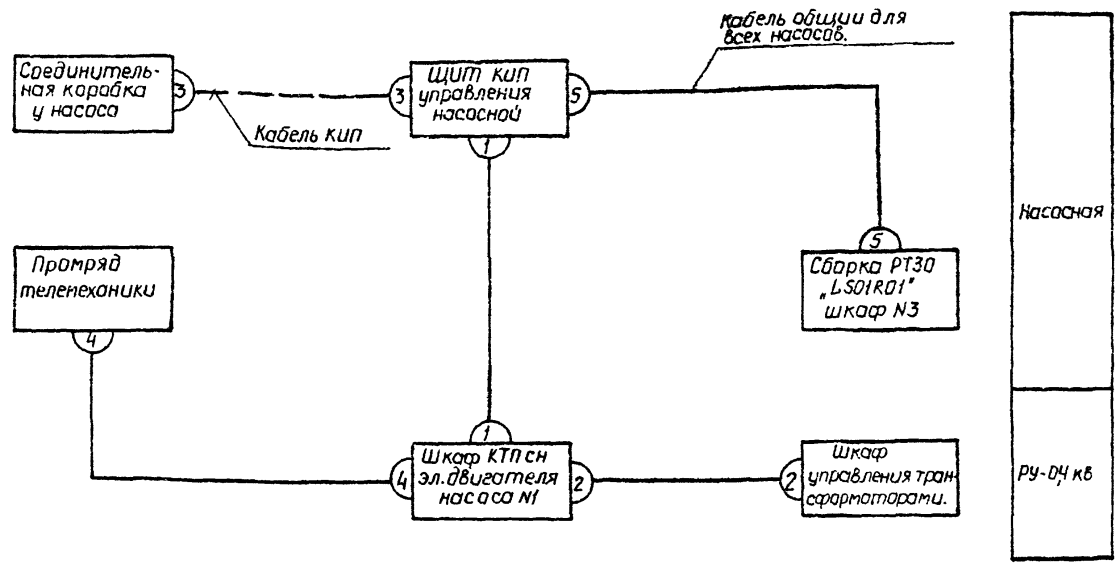 Кабель общий для
всех насосов.
Соединитель-
ная коробка
у насоса
3
Кабель КИП
3
ЩИТ КИП
управления
насосной
5
1
Насосная
Промряд
телемеханики
4
5
Сборка РТ30
„LS01R01"
шкаф N3
1
4
Шкаф КТП СН
эл.двигателя
насоса N1
2
2
Шкаф
управления тран-
сформаторами.
РУ-0,4 кв